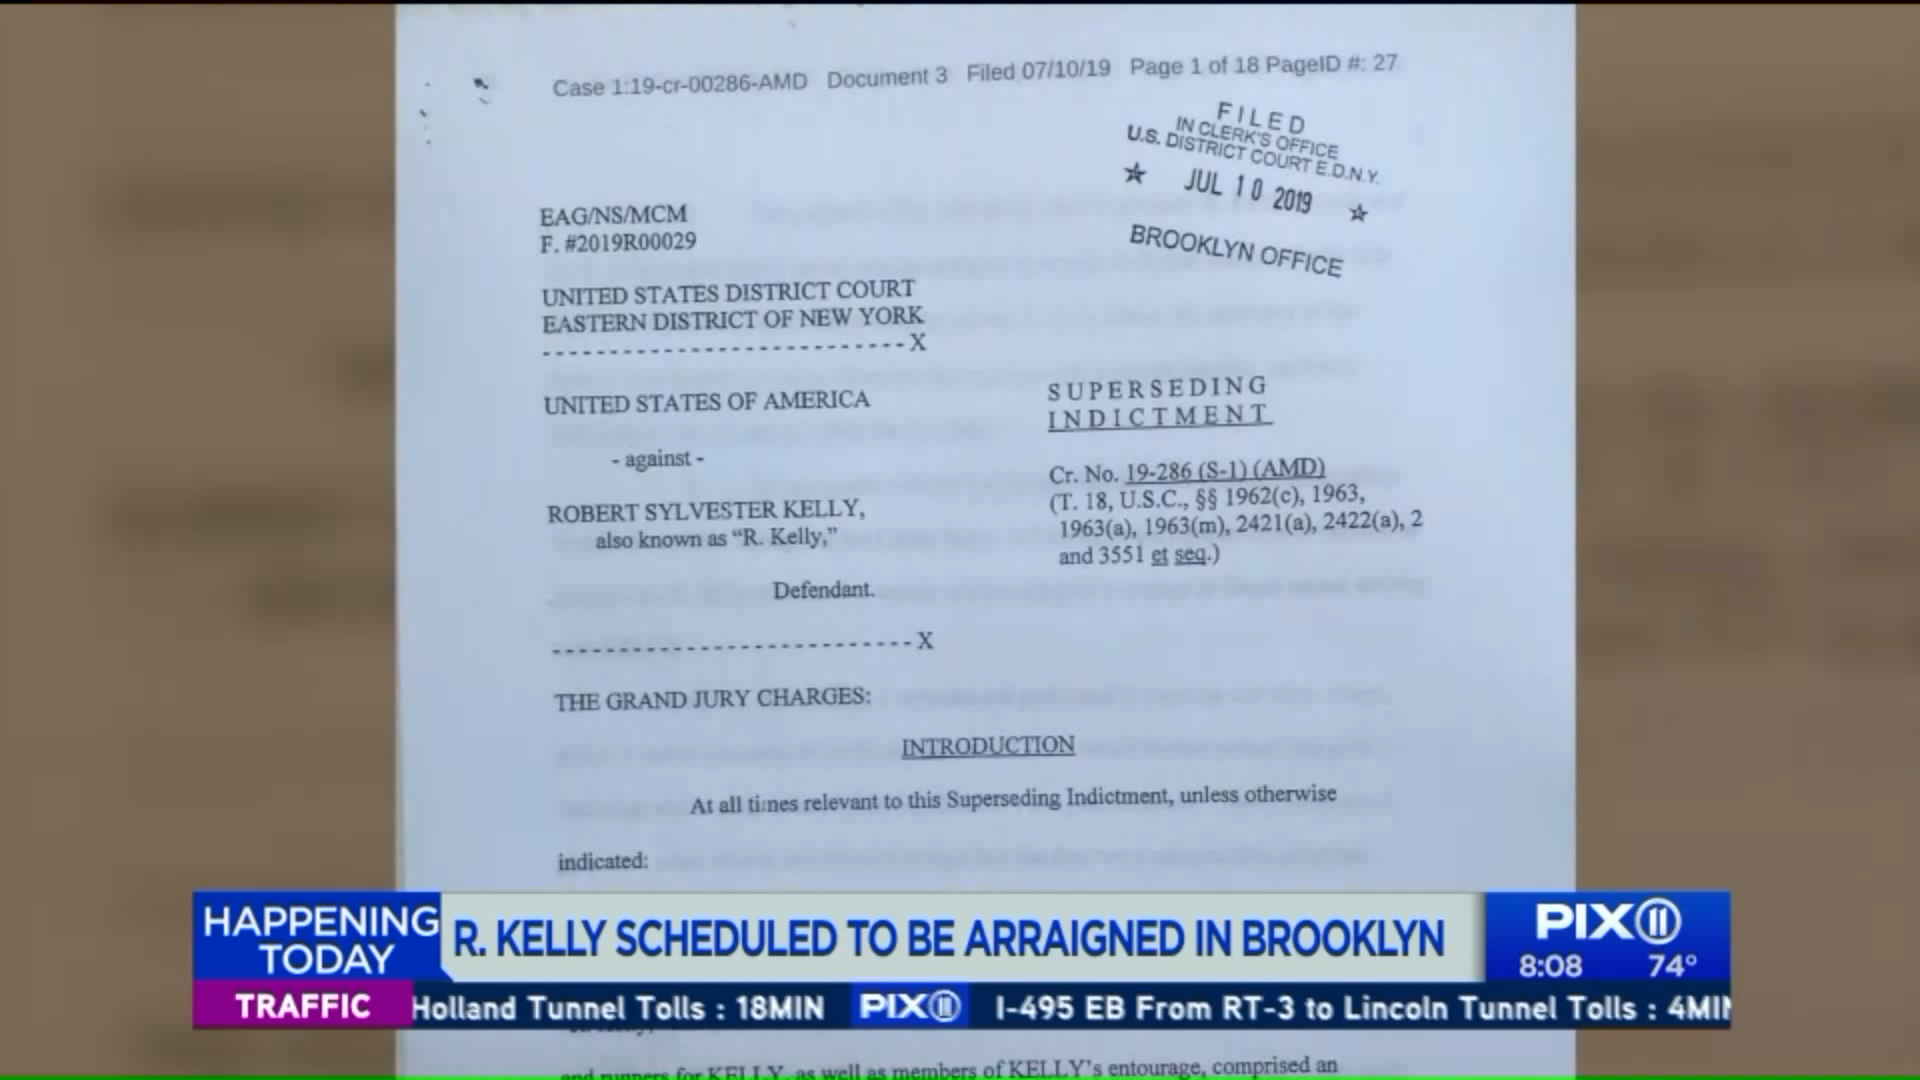 Case 1:19-cr-00286-AMD Document 3 Filed 07/10/19 Page 1 of 18 PageID #: 27
FILED
IN CLERK'S OFFICE
U.S. DISTRICT COURT E.D.N.Y.
★ JUL 10 2019 ★
BROOKLYN OFFICE
EAG/NS/MCM
F. #2019R00029
UNITED STATES DISTRICT COURT
EASTERN DISTRICT OF NEW YORK
- - - - - - - - - - - - - - - - - - - - - - - - - - - X
UNITED STATES OF AMERICA
- against -
ROBERT SYLVESTER KELLY,
also known as “R. Kelly,”
Defendant.
- - - - - - - - - - - - - - - - - - - - - - - - - - - X
SUPERSEDING
INDICTMENT
Cr. No. 19-286 (S-1) (AMD)
(T. 18, U.S.C., §§ 1962(c), 1963,
1963(a), 1963(m), 2421(a), 2422(a), 2
and 3551 et seq.)
THE GRAND JURY CHARGES:
INTRODUCTION
At all times relevant to this Superseding Indictment, unless otherwise
indicated:
HAPPENING
TODAY
R. KELLY SCHEDULED TO BE ARRAIGNED IN BROOKLYN
PIX11
8:08 74°
TRAFFIC
Holland Tunnel Tolls : 18MIN PIX11 I-495 EB From RT-3 to Lincoln Tunnel Tolls : 4MIN
and runners for KELLY, as well as members of KELLY's entourage, comprised an